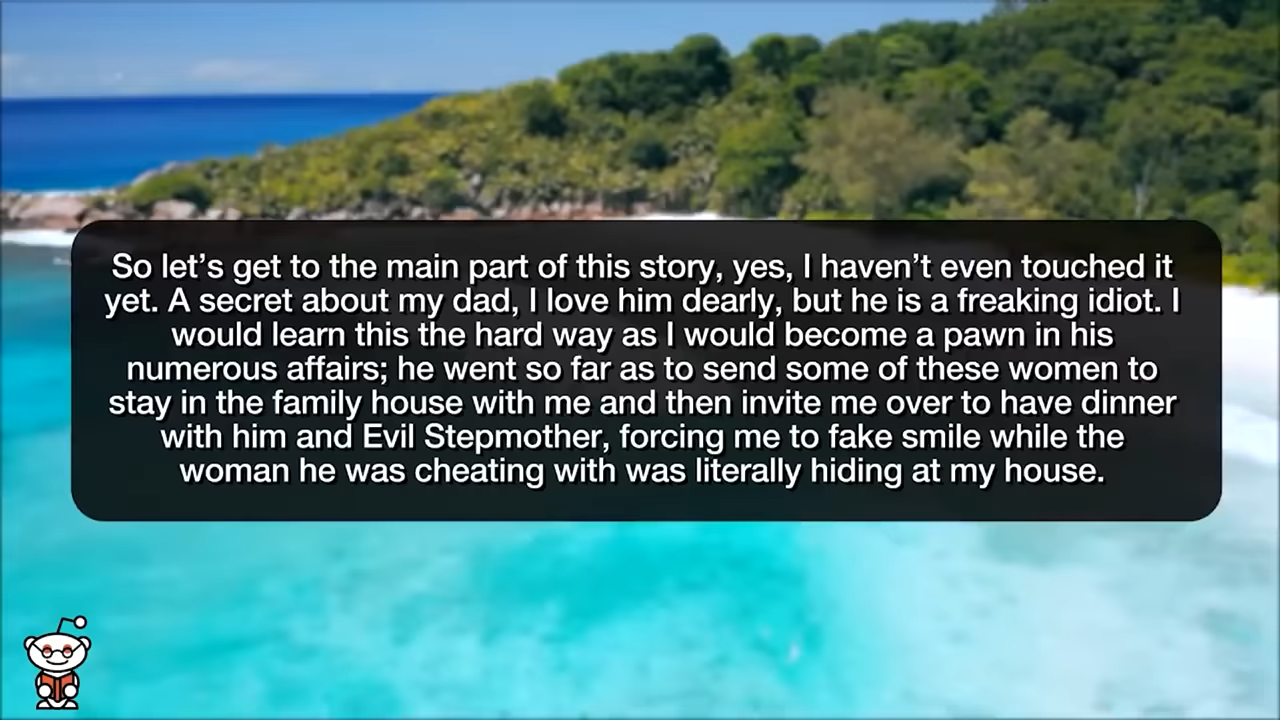 So let’s get to the main part of this story, yes, I haven’t even touched it
yet. A secret about my dad, I love him dearly, but he is a freaking idiot. I
would learn this the hard way as I would become a pawn in his
numerous affairs; he went so far as to send some of these women to
stay in the family house with me and then invite me over to have dinner
with him and Evil Stepmother, forcing me to fake smile while the
woman he was cheating with was literally hiding at my house.